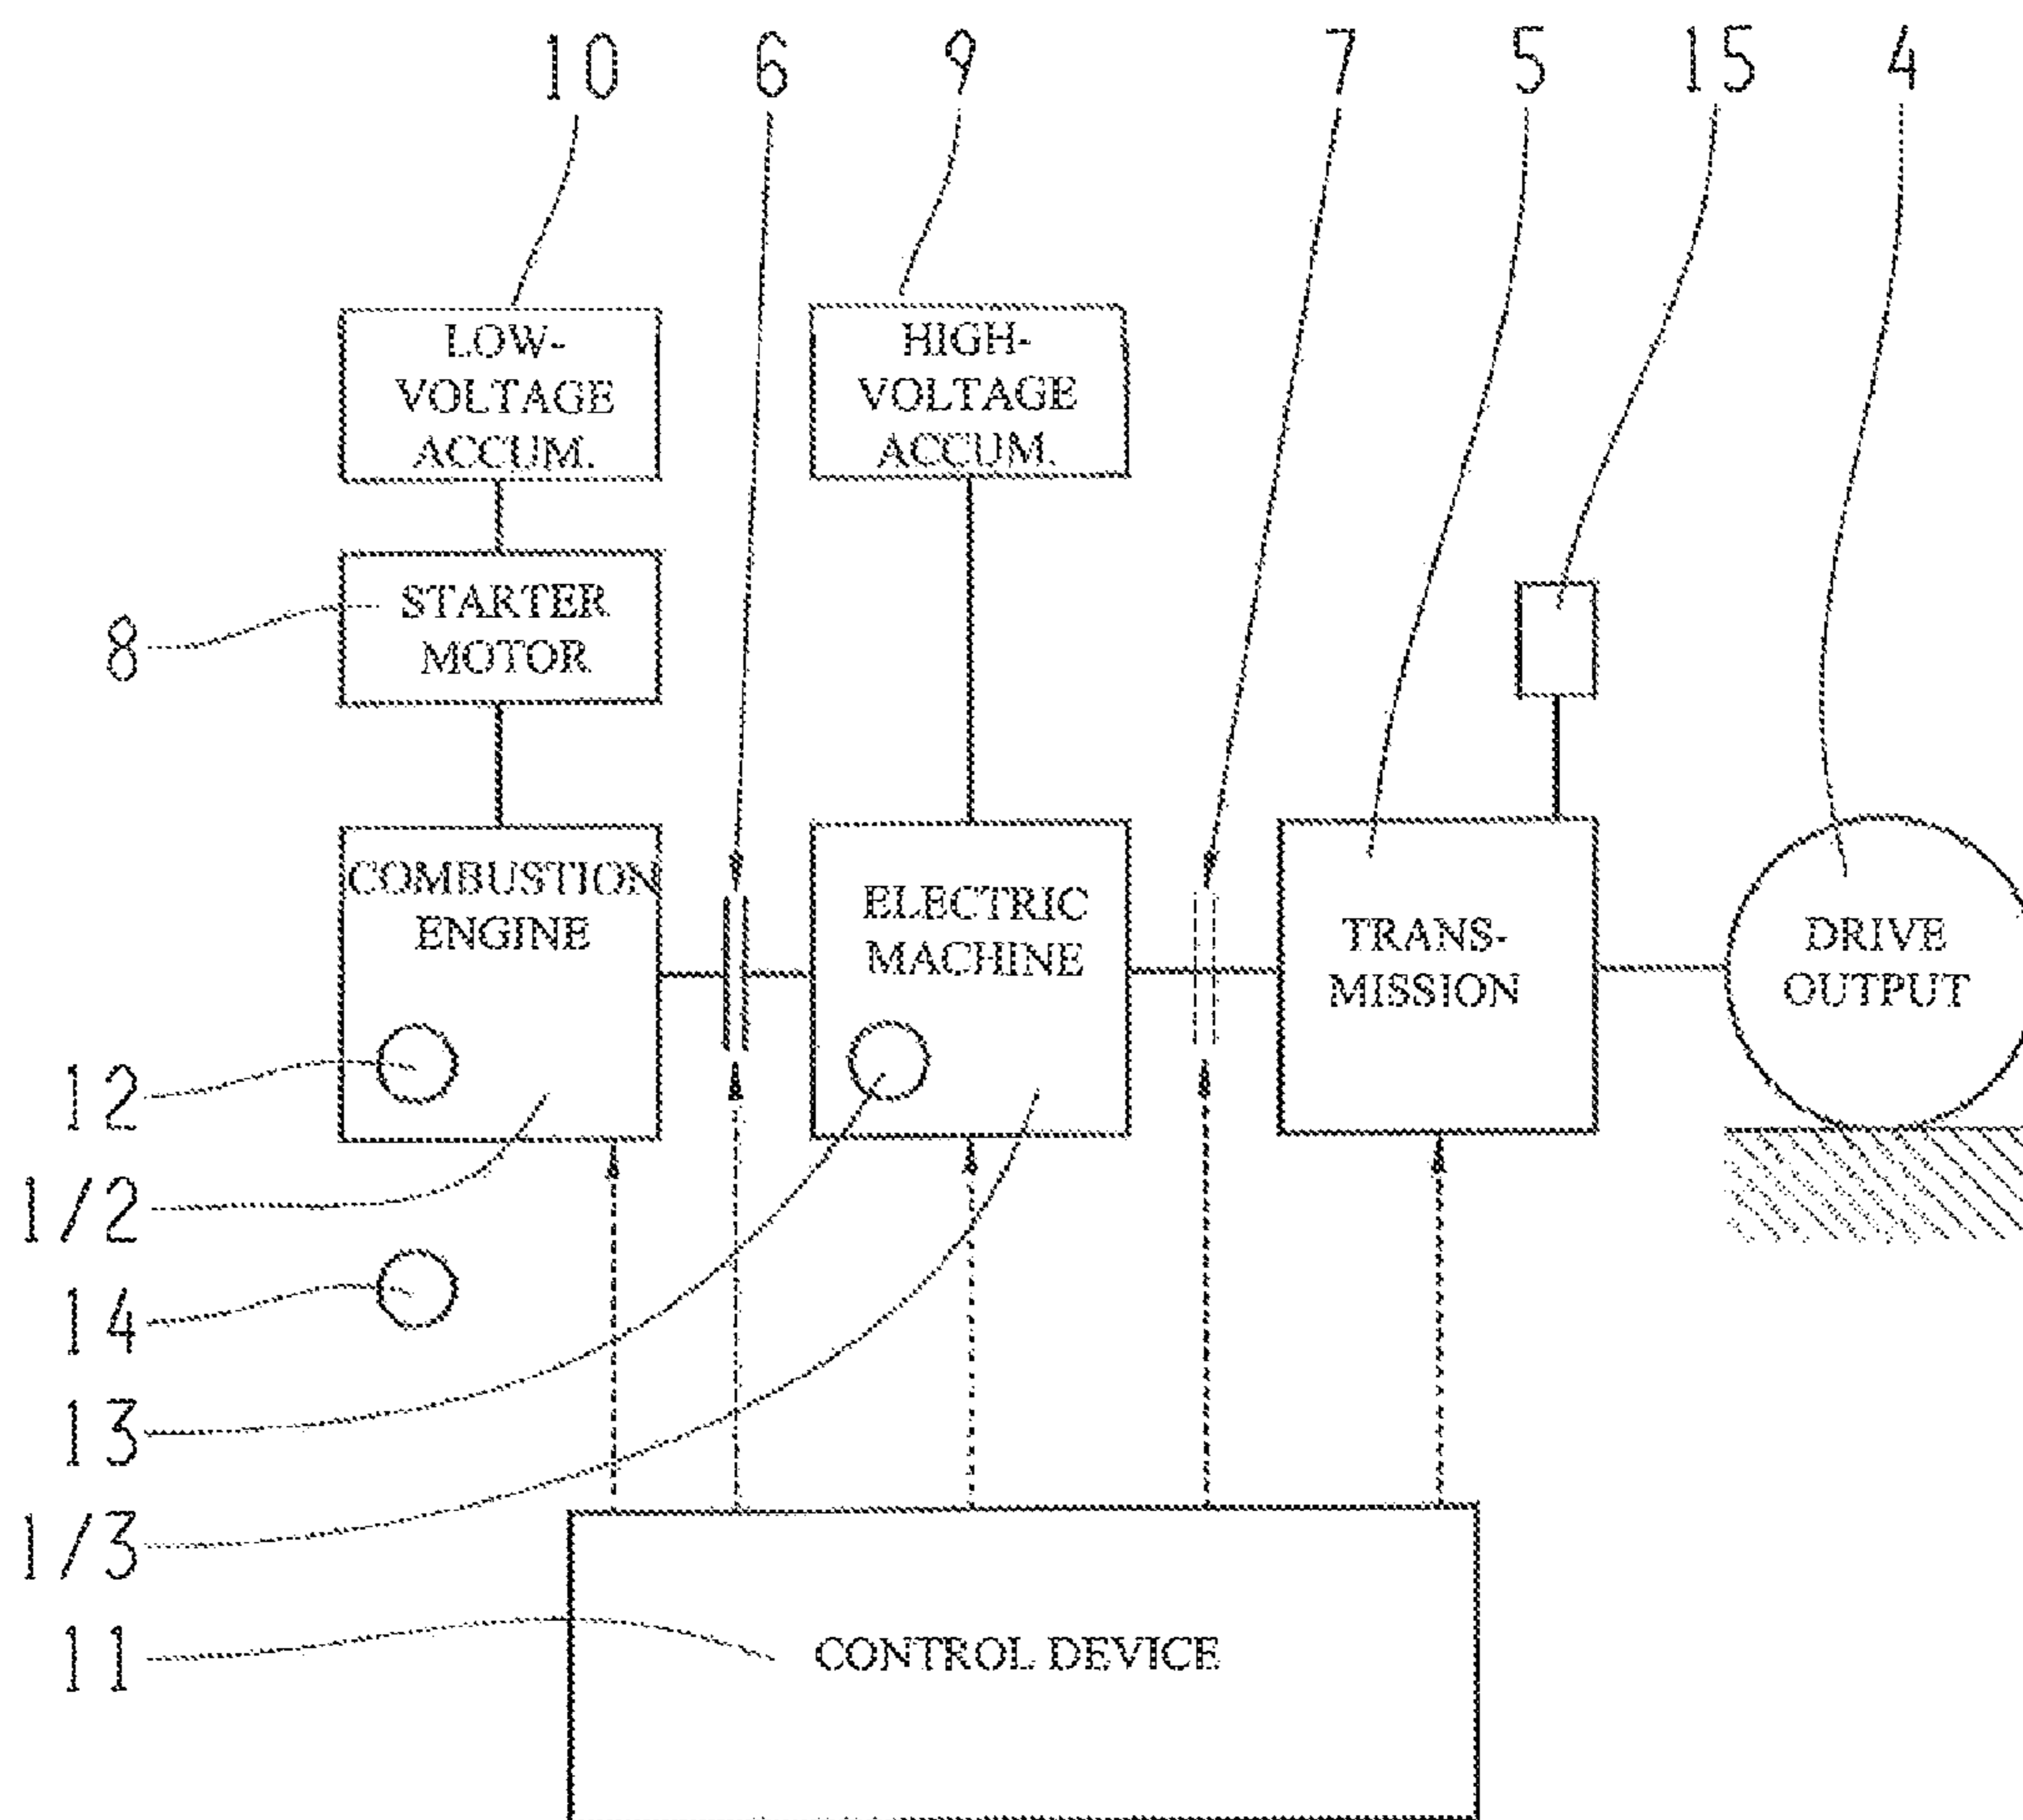 10 6 9 7 5 15 4
LOW-
VOLTAGE
ACCUM.
HIGH-
VOLTAGE
ACCUM.
8
STARTER
MOTOR
COMBUSTION
ENGINE
ELECTRIC
MACHINE
TRANS-
MISSION
DRIVE
OUTPUT
12
1/2
14
13
1/3
11
CONTROL DEVICE